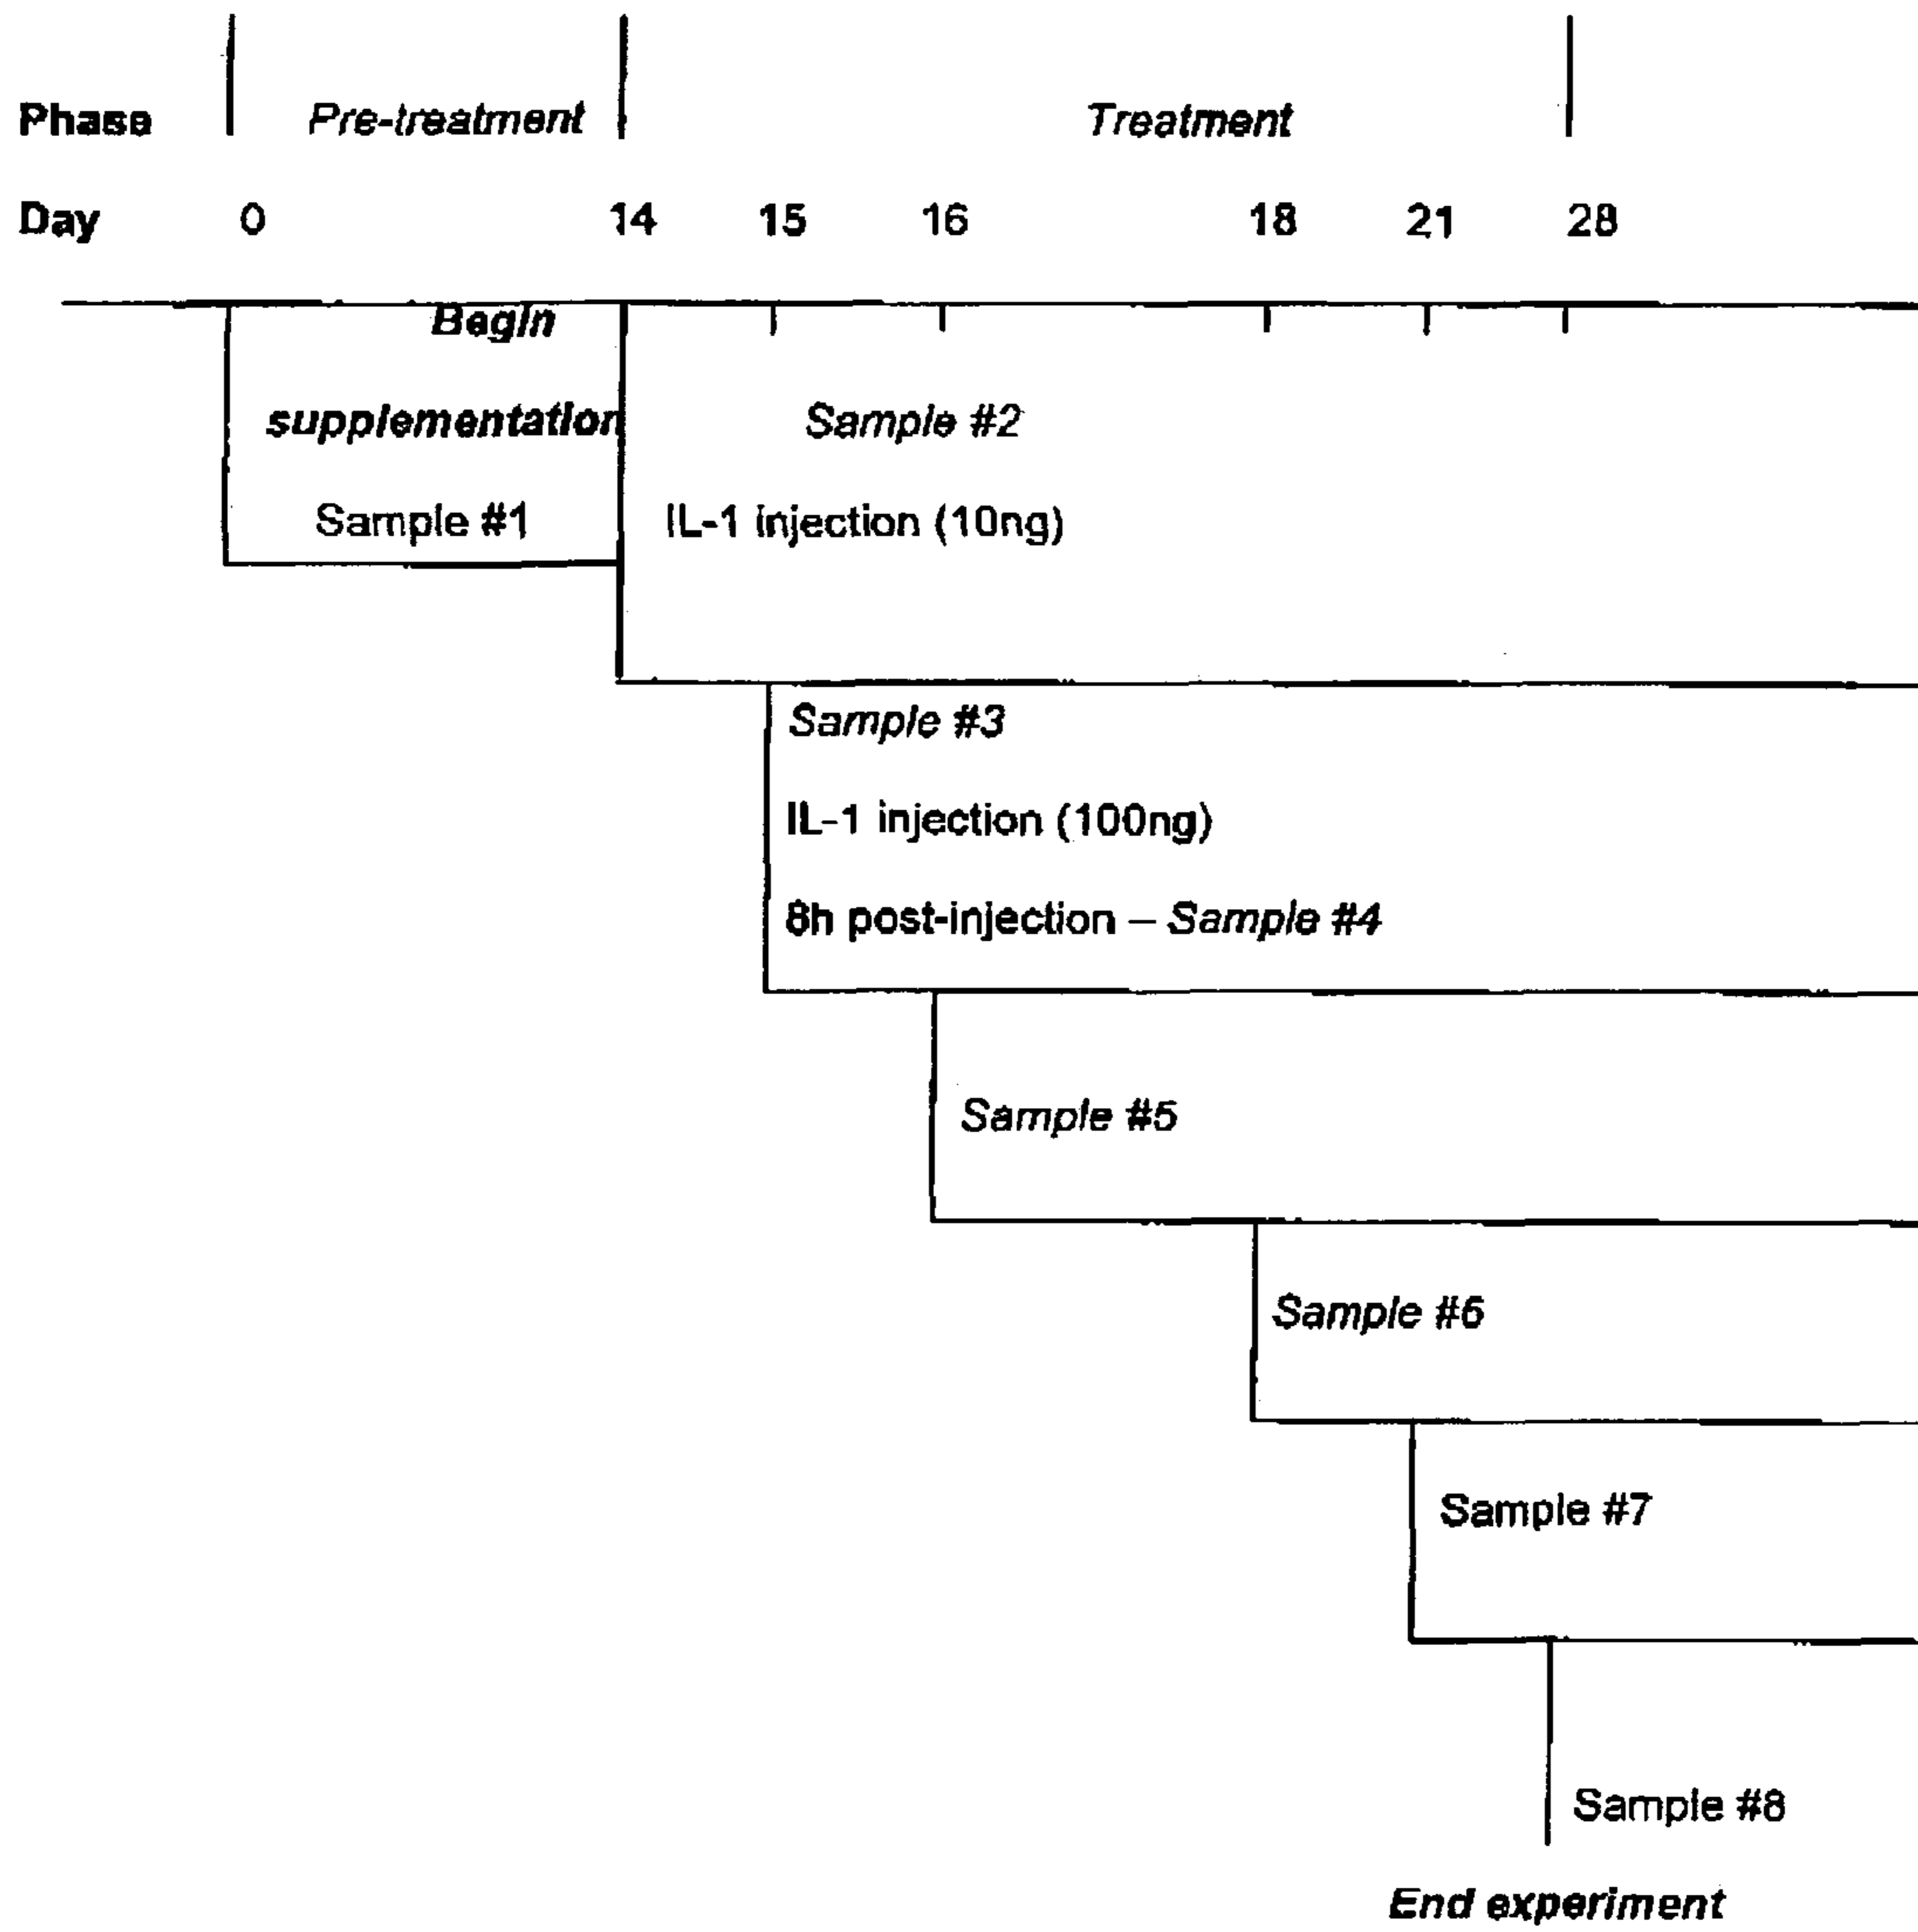 Phase Pre-treatment Treatment
Day 0 14 15 16 18 21 28
Begin
supplementation Sample #2
Sample #1 IL-1 injection (10ng)
Sample #3
IL-1 injection (100ng)
8h post-injection – Sample #4
Sample #5
Sample #6
Sample #7
Sample #8
End experiment